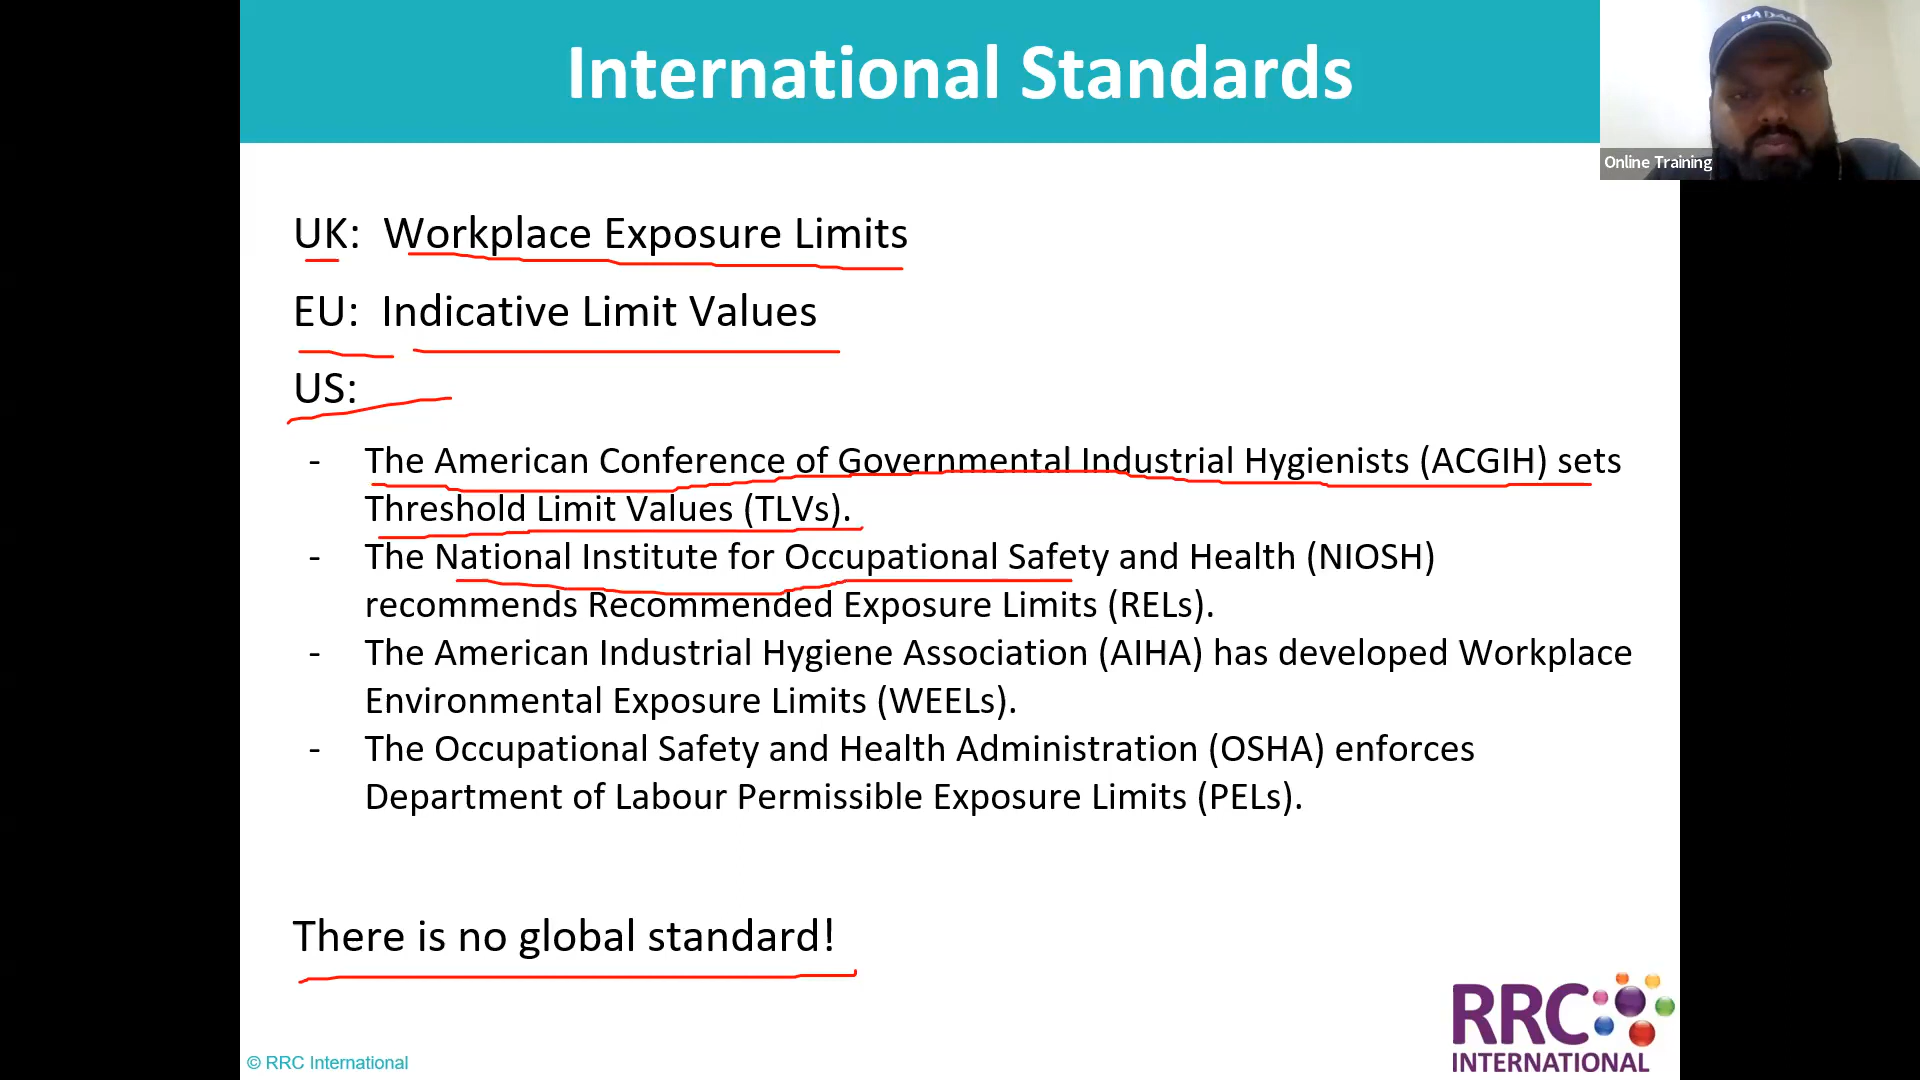 International Standards
BADAS
Online Training
UK: Workplace Exposure Limits
EU: Indicative Limit Values
US:
- The American Conference of Governmental Industrial Hygienists (ACGIH) sets
Threshold Limit Values (TLVs).
- The National Institute for Occupational Safety and Health (NIOSH)
recommends Recommended Exposure Limits (RELs).
- The American Industrial Hygiene Association (AIHA) has developed Workplace
Environmental Exposure Limits (WEELs).
- The Occupational Safety and Health Administration (OSHA) enforces
Department of Labour Permissible Exposure Limits (PELs).
There is no global standard!
RRC
INTERNATIONAL
© RRC International